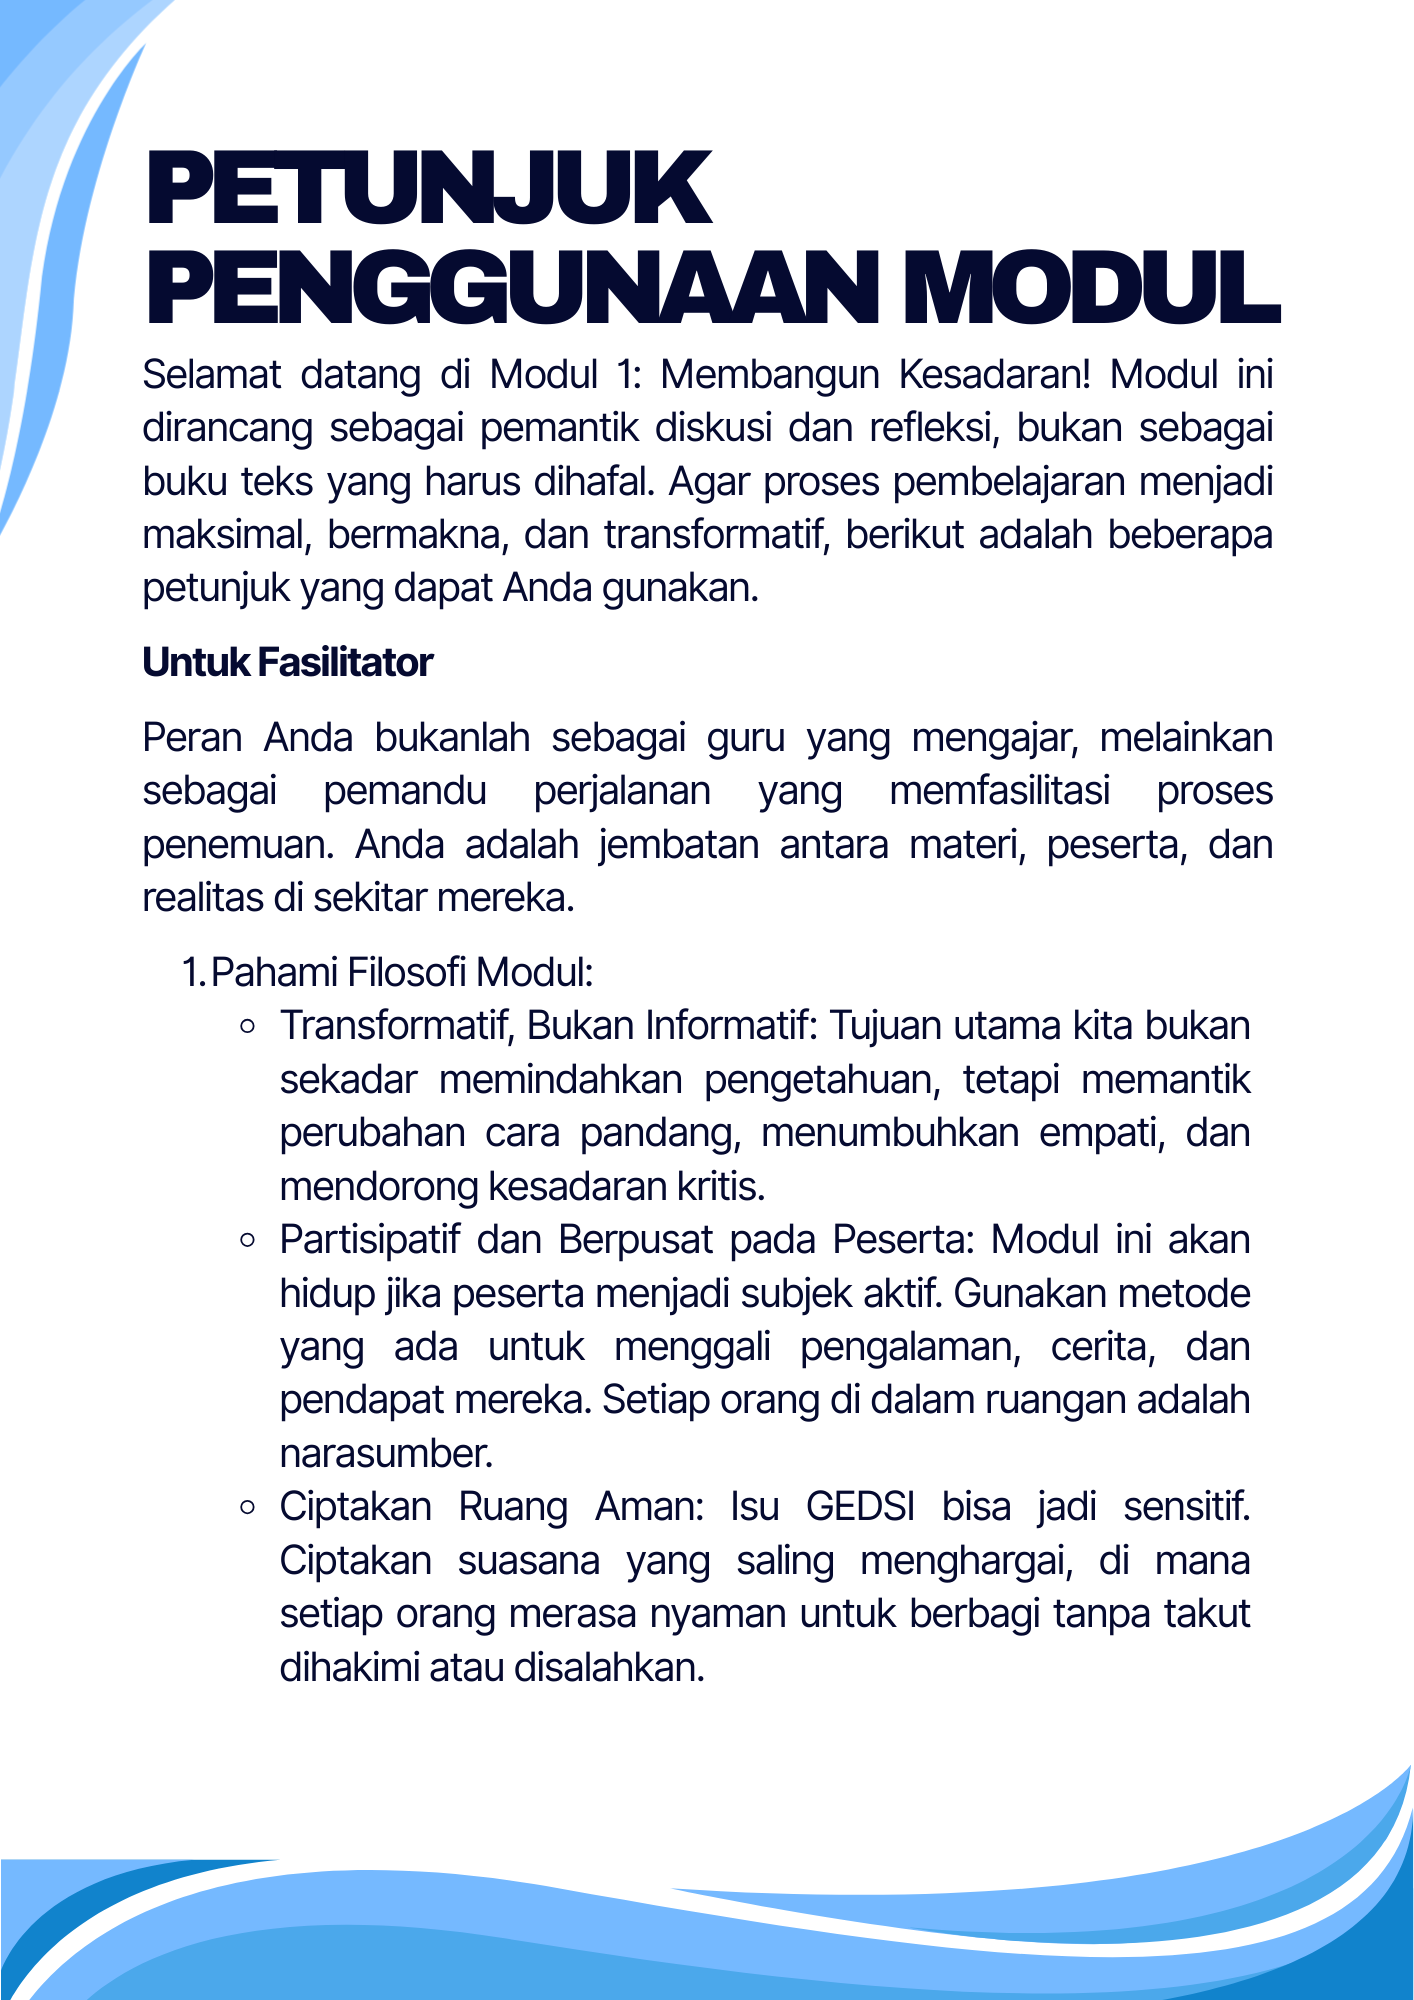 PETUNJUK
PENGGUNAAN MODUL
Selamat datang di Modul 1: Membangun Kesadaran! Modul ini
dirancang sebagai pemantik diskusi dan refleksi, bukan sebagai
buku teks yang harus dihafal. Agar proses pembelajaran menjadi
maksimal, bermakna, dan transformatif, berikut adalah beberapa
petunjuk yang dapat Anda gunakan.
Untuk Fasilitator
Peran Anda bukanlah sebagai guru yang mengajar, melainkan
sebagai pemandu perjalanan yang memfasilitasi proses
penemuan. Anda adalah jembatan antara materi, peserta, dan
realitas di sekitar mereka.
1. Pahami Filosofi Modul:
○ Transformatif, Bukan Informatif: Tujuan utama kita bukan
sekadar memindahkan pengetahuan, tetapi memantik
perubahan cara pandang, menumbuhkan empati, dan
mendorong kesadaran kritis.
○ Partisipatif dan Berpusat pada Peserta: Modul ini akan
hidup jika peserta menjadi subjek aktif. Gunakan metode
yang ada untuk menggali pengalaman, cerita, dan
pendapat mereka. Setiap orang di dalam ruangan adalah
narasumber.
○ Ciptakan Ruang Aman: Isu GEDSI bisa jadi sensitif.
Ciptakan suasana yang saling menghargai, di mana
setiap orang merasa nyaman untuk berbagi tanpa takut
dihakimi atau disalahkan.